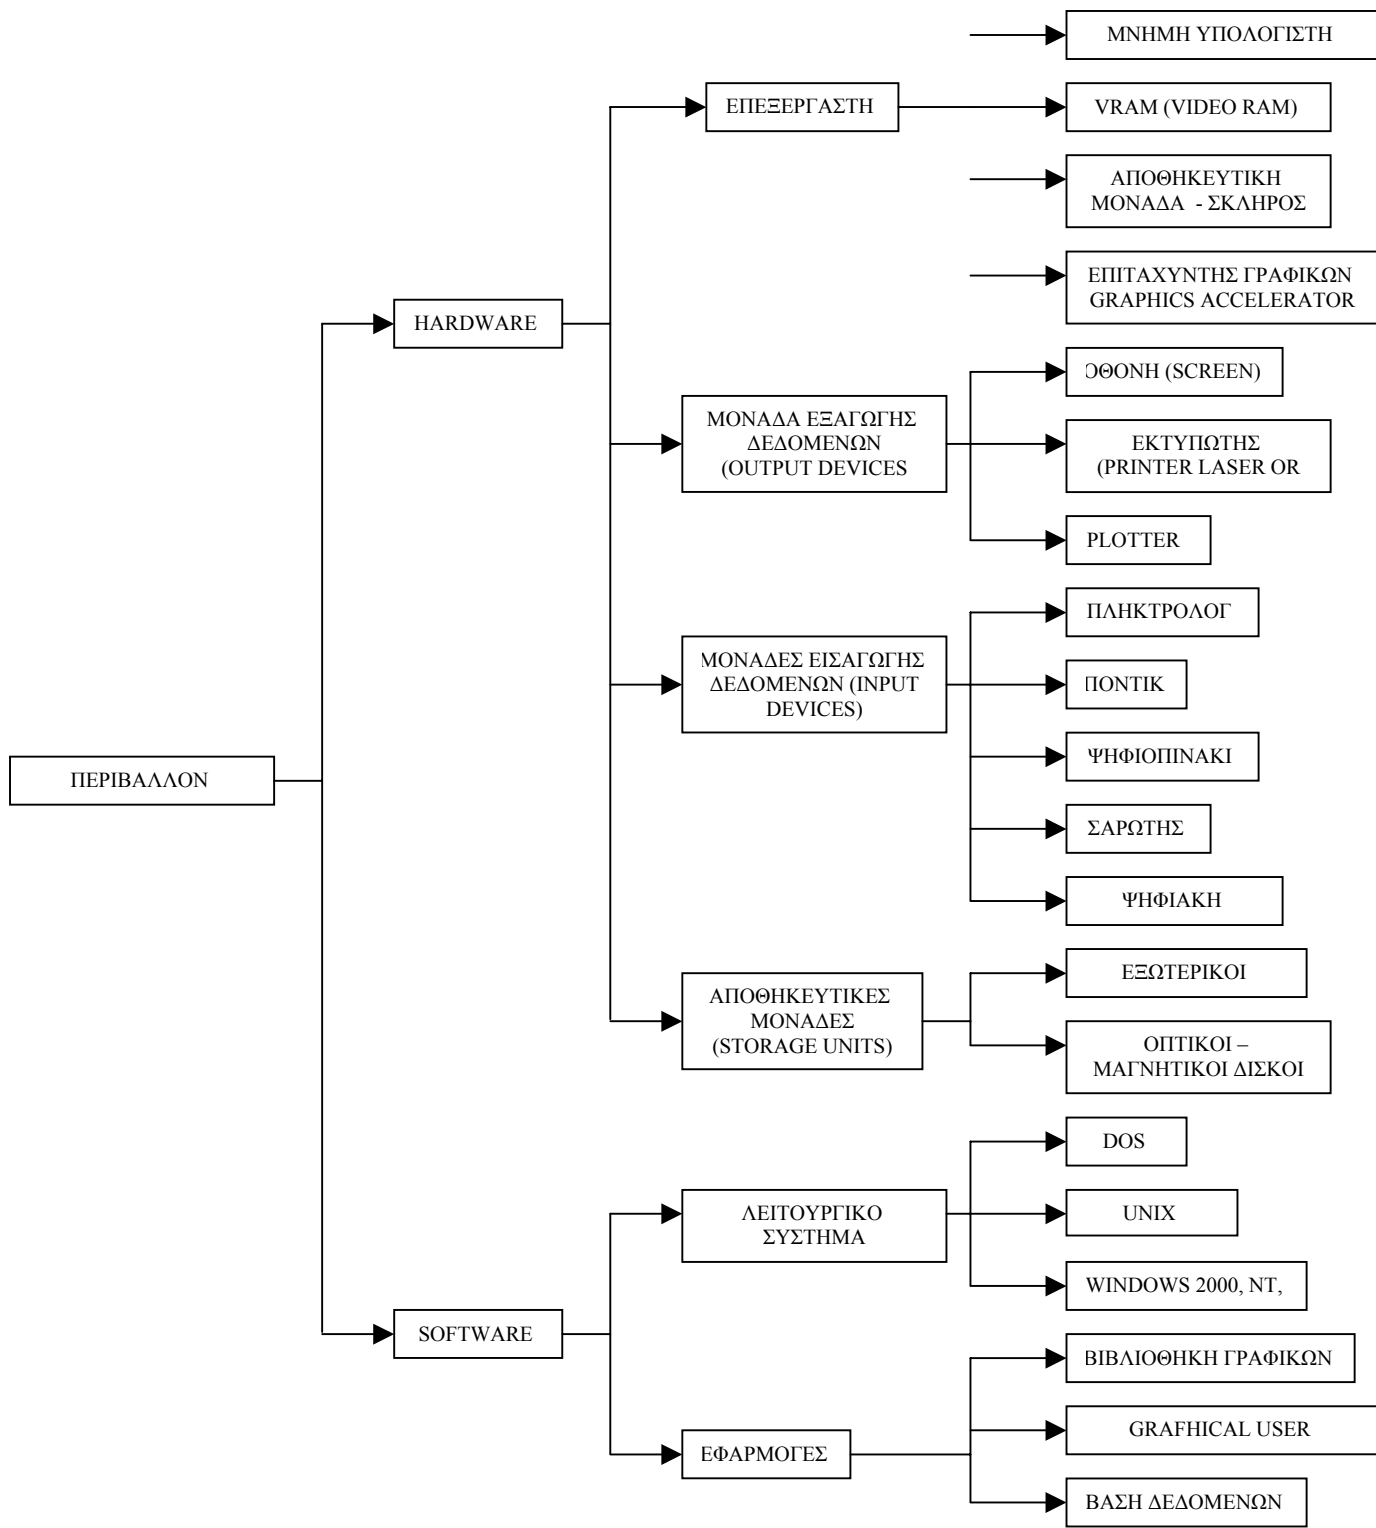 ΜΝΗΜΗ ΥΠΟΛΟΓΙΣΤΗ
ΕΠΕΞΕΡΓΑΣΤΗ
VRAM (VIDEO RAM)
ΑΠΟΘΗΚΕΥΤΙΚΗ
ΜΟΝΑΔΑ - ΣΚΛΗΡΟΣ
ΕΠΙΤΑΧΥΝΤΗΣ ΓΡΑΦΙΚΩΝ
GRAPHICS ACCELERATOR
HARDWARE
ΟΘΟΝΗ (SCREEN)
ΜΟΝΑΔΑ ΕΞΑΓΩΓΗΣ
ΔΕΔΟΜΕΝΩΝ
(OUTPUT DEVICES
ΕΚΤΥΠΩΤΗΣ
(PRINTER LASER OR
PLOTTER
ΠΛΗΚΤΡΟΛΟΓ
ΜΟΝΑΔΕΣ ΕΙΣΑΓΩΓΗΣ
ΔΕΔΟΜΕΝΩΝ (INPUT
DEVICES)
ΠΟΝΤΙΚ
ΨΗΦΙΟΠΙΝΑΚΙ
ΠΕΡΙΒΑΛΛΟΝ
ΣΑΡΩΤΗΣ
ΨΗΦΙΑΚΗ
ΕΞΩΤΕΡΙΚΟΙ
ΑΠΟΘΗΚΕΥΤΙΚΕΣ
ΜΟΝΑΔΕΣ
(STORAGE UNITS)
ΟΠΤΙΚΟΙ –
ΜΑΓΝΗΤΙΚΟΙ ΔΙΣΚΟΙ
DOS
ΛΕΙΤΟΥΡΓΙΚΟ
ΣΥΣΤΗΜΑ
UNIX
WINDOWS 2000, NT,
SOFTWARE
ΒΙΒΛΙΟΘΗΚΗ ΓΡΑΦΙΚΩΝ
GRAFHICAL USER
ΕΦΑΡΜΟΓΕΣ
ΒΑΣΗ ΔΕΔΟΜΕΝΩΝ